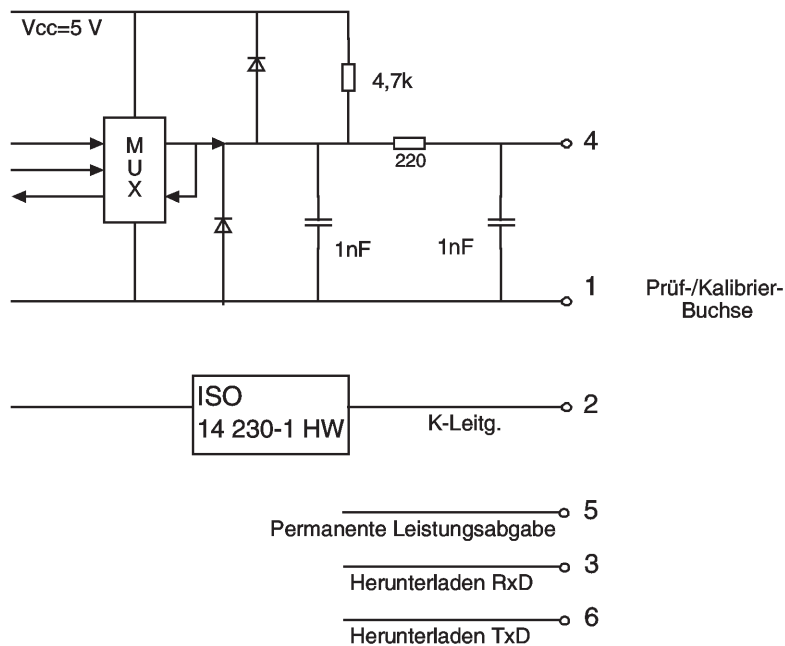 Vcc=5 V
4,7k
M
U
X
4
220
1nF
1nF
1
Prüf-/Kalibrier-
Buchse
ISO
14 230-1 HW
K-Leitg.
2
5
Permanente Leistungsabgabe
3
Herunterladen RxD
6
Herunterladen TxD